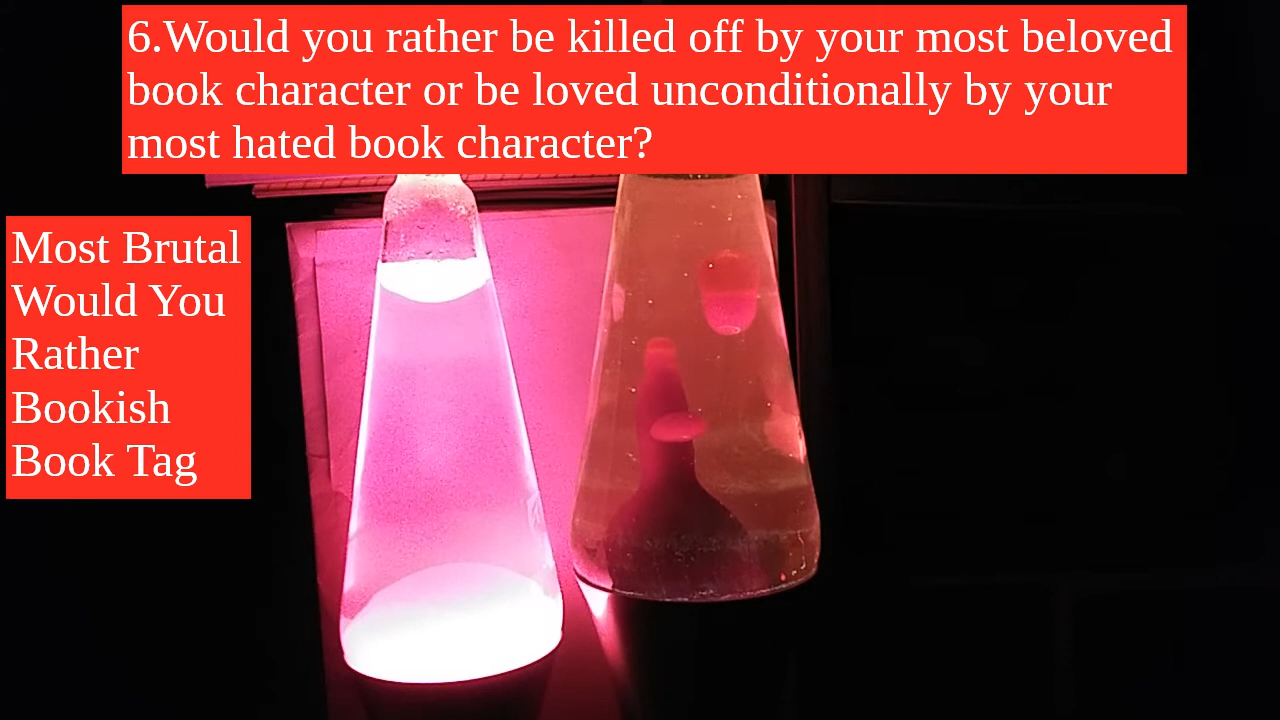 6.Would you rather be killed off by your most beloved
book character or be loved unconditionally by your
most hated book character?
Most Brutal
Would You
Rather
Bookish
Book Tag